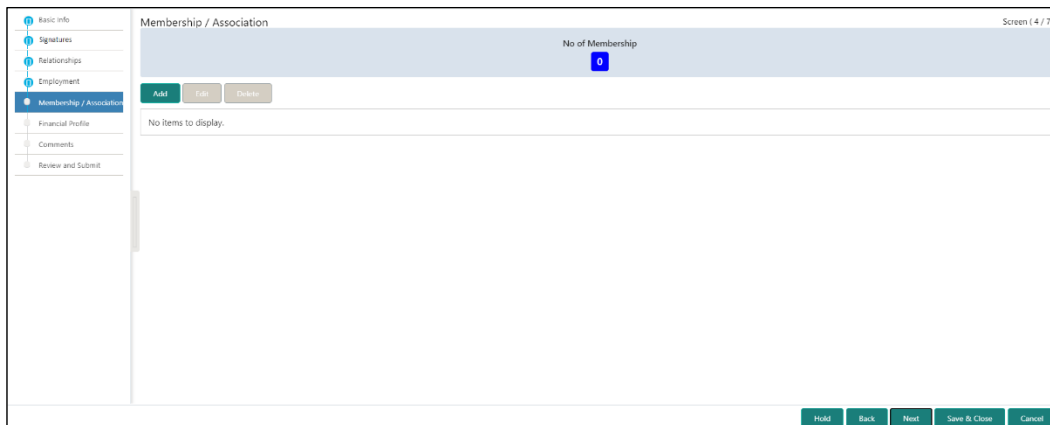 Basic Info
Signatures
Relationships
Employment
Membership / Association
Financial Profile
Comments
Review and Submit
Membership / Association
Screen ( 4 / 7
No of Membership
0
Add Edit Delete
No items to display.
Hold Back Next Save & Close Cancel